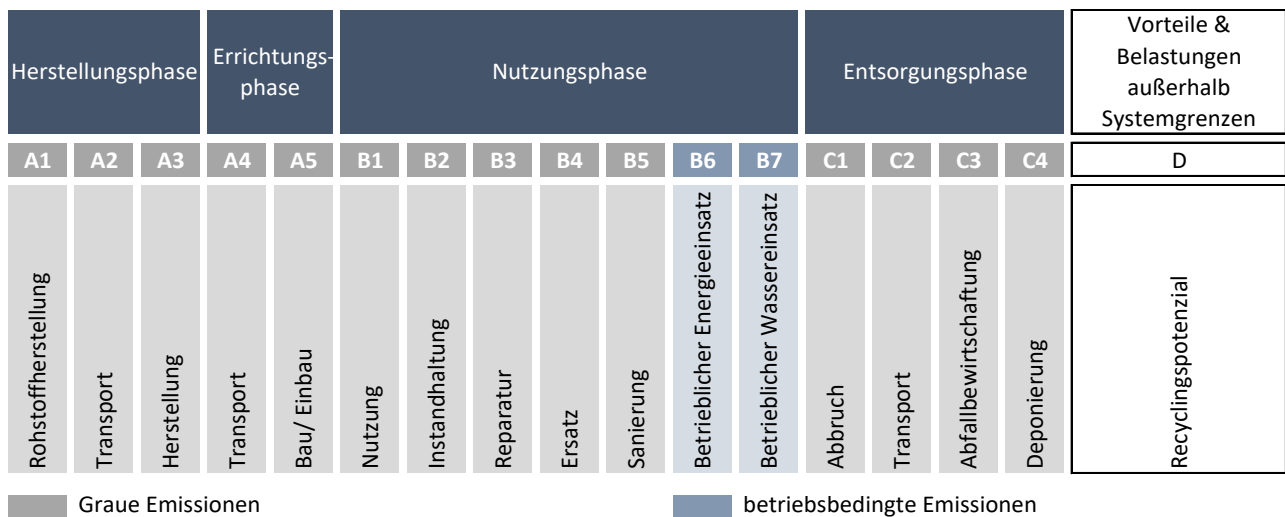 Herstellungsphase
Errichtungs-
phase
Nutzungsphase
Entsorgungsphase
Vorteile &
Belastungen
außerhalb
Systemgrenzen
A1 A2 A3 A4 A5 B1 B2 B3 B4 B5 B6 B7 C1 C2 C3 C4 D
Rohstoffherstellung
Transport
Herstellung
Transport
Bau/ Einbau
Nutzung
Instandhaltung
Reparatur
Ersatz
Sanierung
Betrieblicher Energieeinsatz
Betrieblicher Wassereinsatz
Abbruch
Transport
Abfallbewirtschaftung
Deponierung
Recyclingspotenzial
Graue Emissionen
betriebsbedingte Emissionen